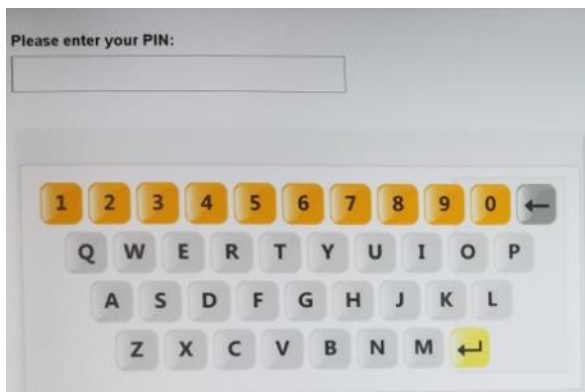 Please enter your PIN:
1 2 3 4 5 6 7 8 9 0 ←
Q W E R T Y U I O P
A S D F G H J K L
Z X C V B N M ↵